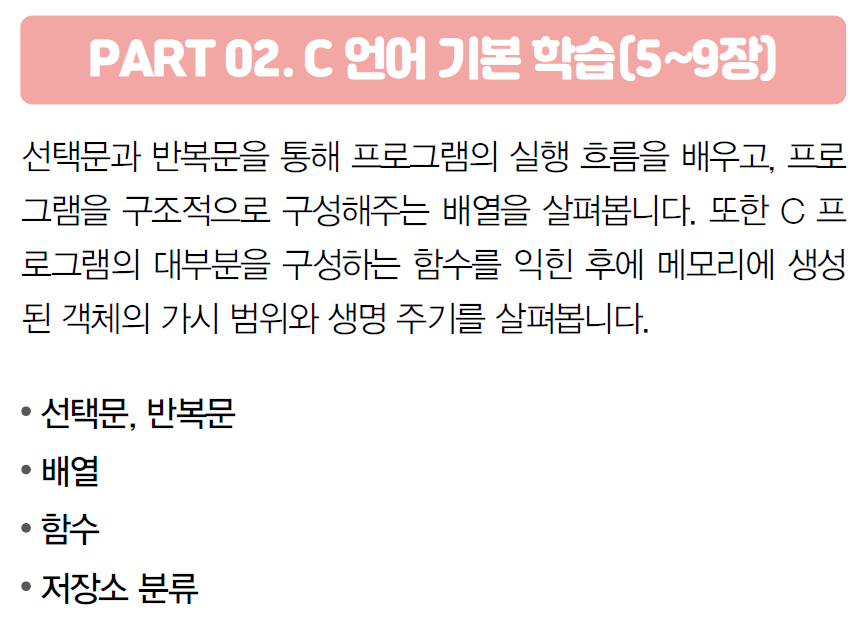 PART 02. C 언어 기본 학습(5~9장)
선택문과 반복문을 통해 프로그램의 실행 흐름을 배우고, 프로
그램을 구조적으로 구성해주는 배열을 살펴봅니다. 또한 C 프
로그램의 대부분을 구성하는 함수를 익힌 후에 메모리에 생성
된 객체의 가시 범위와 생명 주기를 살펴봅니다.
• 선택문, 반복문
• 배열
• 함수
• 저장소 분류